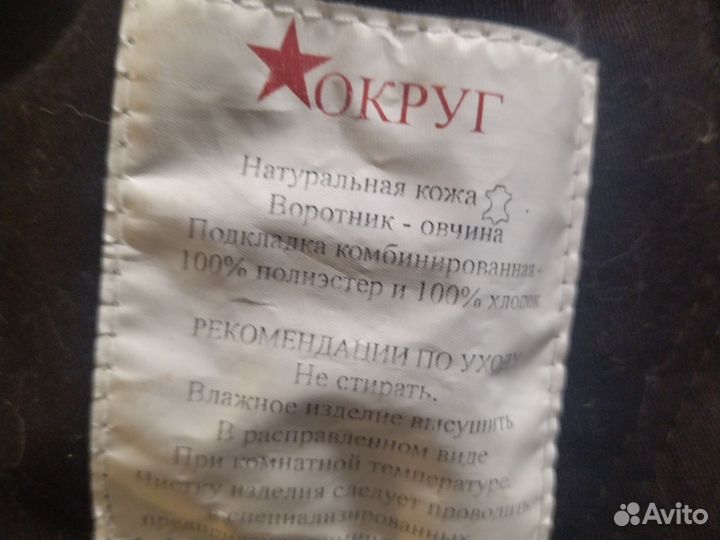 ОКРУГ
Натуральная кожа
Воротник - овчина
Подкладка комбинированная-
100% полиэстер и 100% хлопок
РЕКОМЕНДАЦИИ ПО УХОДУ
Не стирать.
Влажное изделие высушить
В расправленном виде
При комнатной температуре.
Чистку изделия следует проводить
в специализированных
Avito